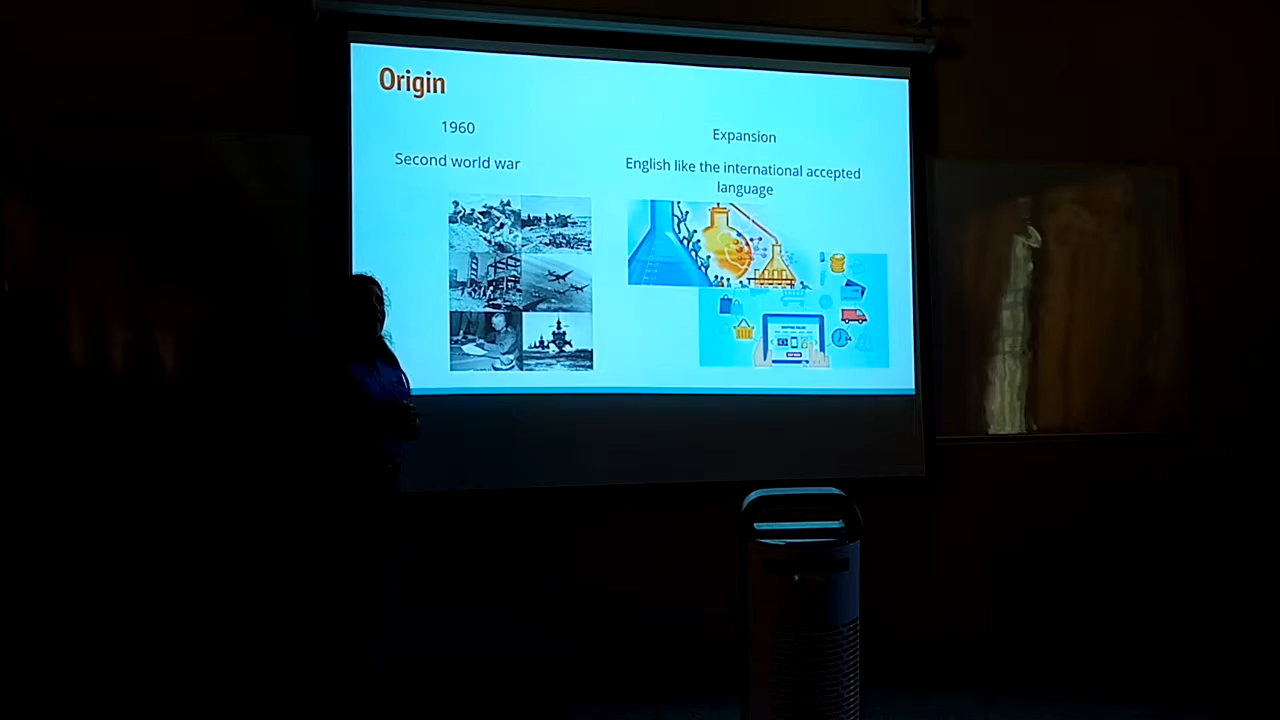 Origin
1960
Second world war
Expansion
English like the international accepted
language